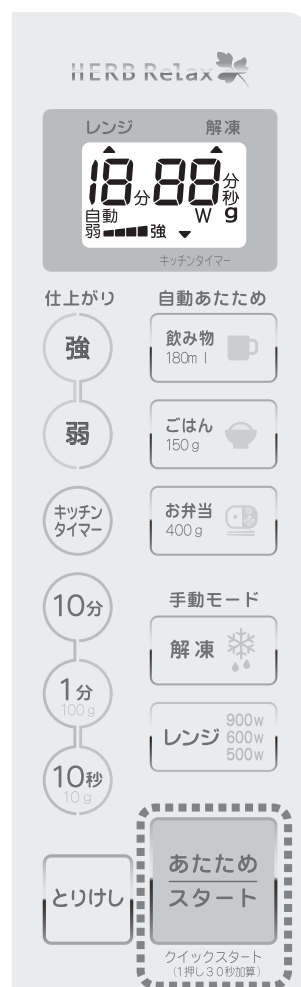 HERB Relax
レンジ 解凍
18分88分秒
自動 W g
弱 強
キッチンタイマー
仕上がり
強
弱
キッチン
タイマー
10分
1分
100g
10秒
10g
とりけし
自動あたため
飲み物
180ml
ごはん
150g
お弁当
400g
手動モード
解凍
レンジ
900w
600w
500w
あたため
スタート
クイックスタート
(1押し30秒加算)